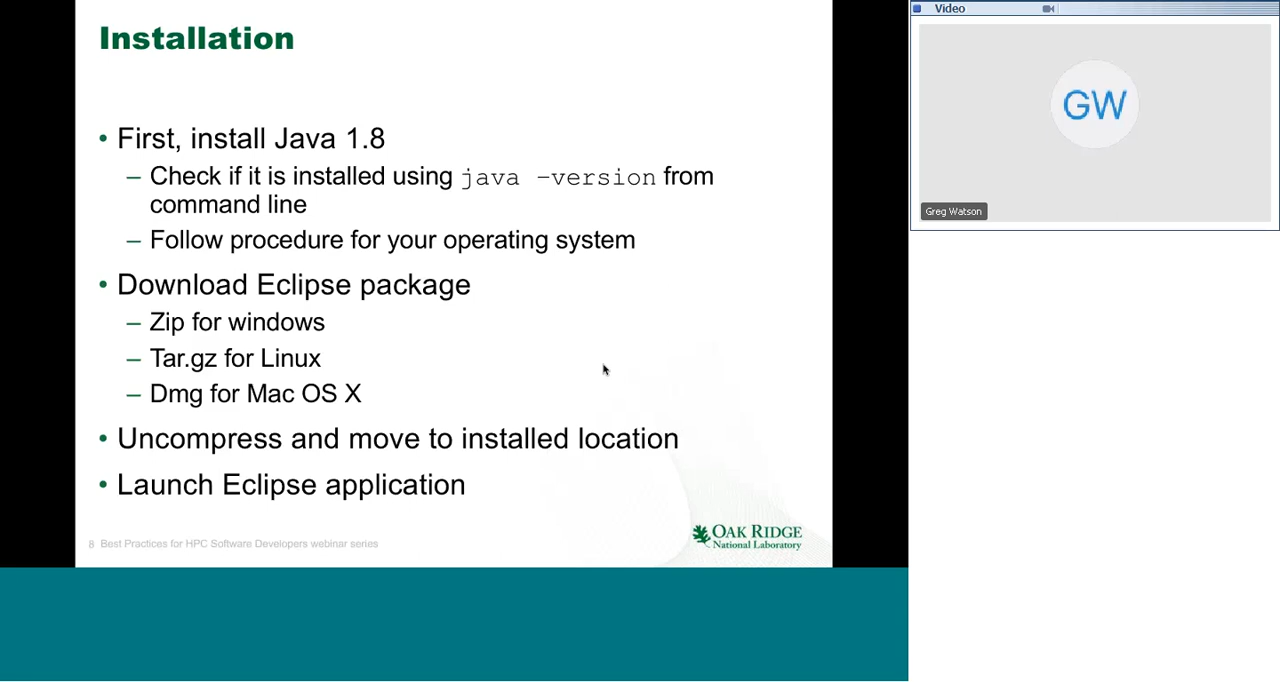 Installation
• First, install Java 1.8
– Check if it is installed using java –version from
command line
– Follow procedure for your operating system
• Download Eclipse package
– Zip for windows
– Tar.gz for Linux
– Dmg for Mac OS X
• Uncompress and move to installed location
• Launch Eclipse application
8 Best Practices for HPC Software Developers webinar series
OAK RIDGE
National Laboratory
Video
GW
Greg Watson